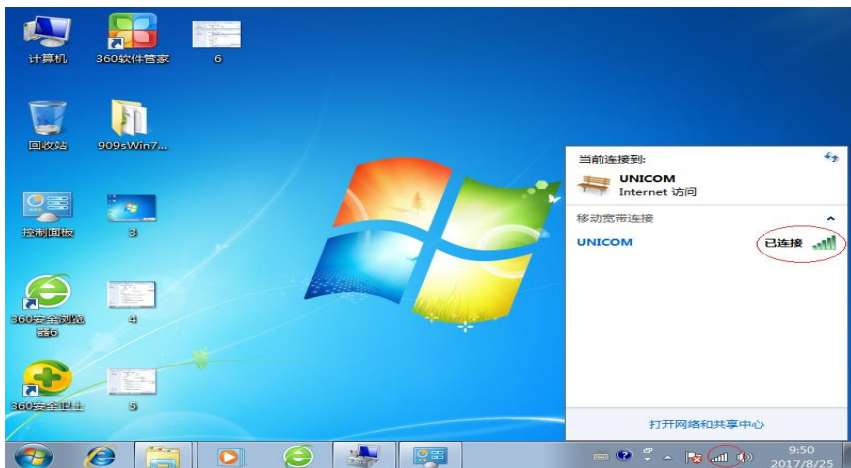 计算机
360软件管家
6
回收站
909sWin7...
控制面板
3
360安全浏览
器6
4
360安全卫士
5
当前连接到:
UNICOM
Internet 访问
移动宽带连接
UNICOM
已连接
打开网络和共享中心
9:50
2017/8/25